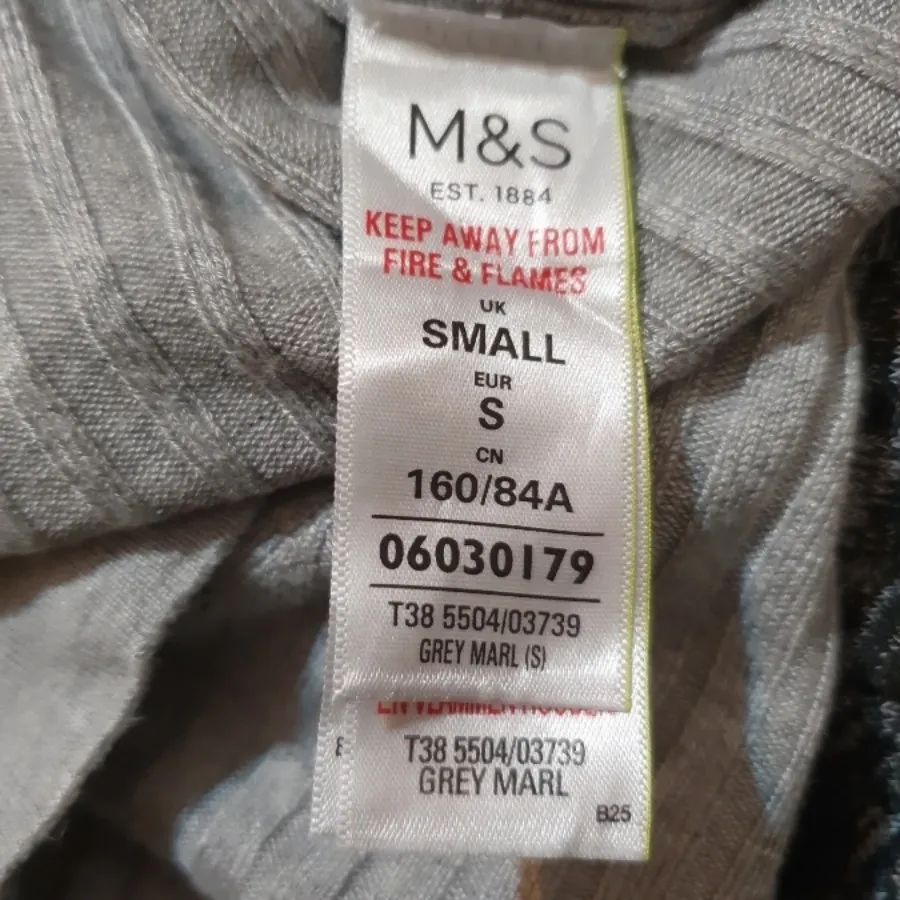 M&S
EST. 1884
KEEP AWAY FROM
FIRE & FLAMES
UK
SMALL
EUR
S
CN
160/84A
06030179
T38 5504/03739
GREY MARL (S)
T38 5504/03739
GREY MARL
B25